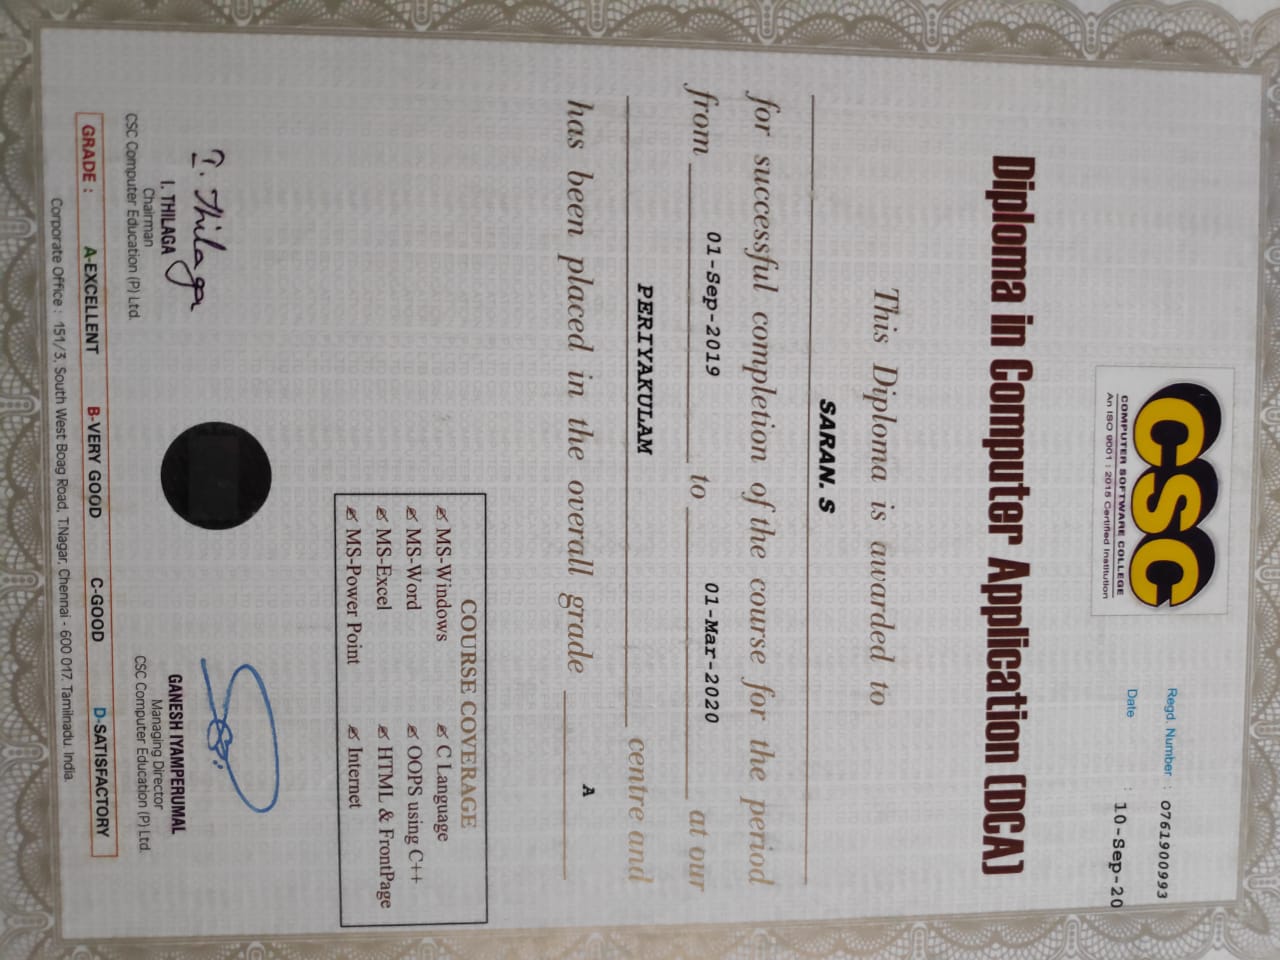 CSC
COMPUTER SOFTWARE COLLEGE
An ISO 9001 : 2015 Certified Institution
Regd. Number : O761900993
Date : 10-Sep-20
Diploma in Computer Application (DCA)
This Diploma is awarded to
SARAN. S
for successful completion of the course for the period
from 01-Sep-2019 to 01-Mar-2020 at our
PERIYAKULAM centre and
has been placed in the overall grade A
COURSE COVERAGE
MS-Windows
MS-Word
MS-Excel
MS-Power Point
C Language
OOPS using C++
HTML & FrontPage
Internet
I. Thilaga
I. THILAGA
Chairman
CSC Computer Education (P) Ltd.
GANESH IYAMPERUMAL
Managing Director
CSC Computer Education (P) Ltd.
GRADE : A-EXCELLENT B-VERY GOOD C-GOOD D-SATISFACTORY
Corporate Office : 151/3, South West Boag Road, T.Nagar, Chennai - 600 017. Tamilnadu. India.